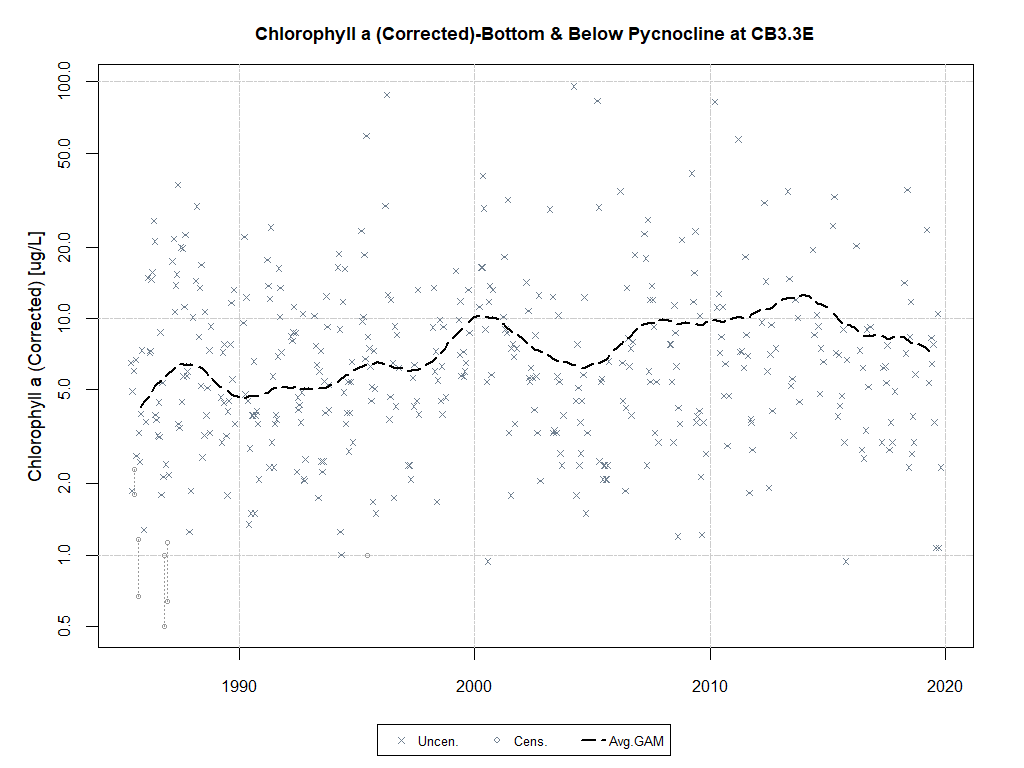 Chlorophyll a (Corrected)-Bottom & Below Pycnocline at CB3.3E
Chlorophyll a (Corrected) [ug/L]
100.0
50.0
20.0
10.0
5.0
2.0
1.0
0.5
1990 2000 2010 2020
Uncen. Cens. Avg.GAM